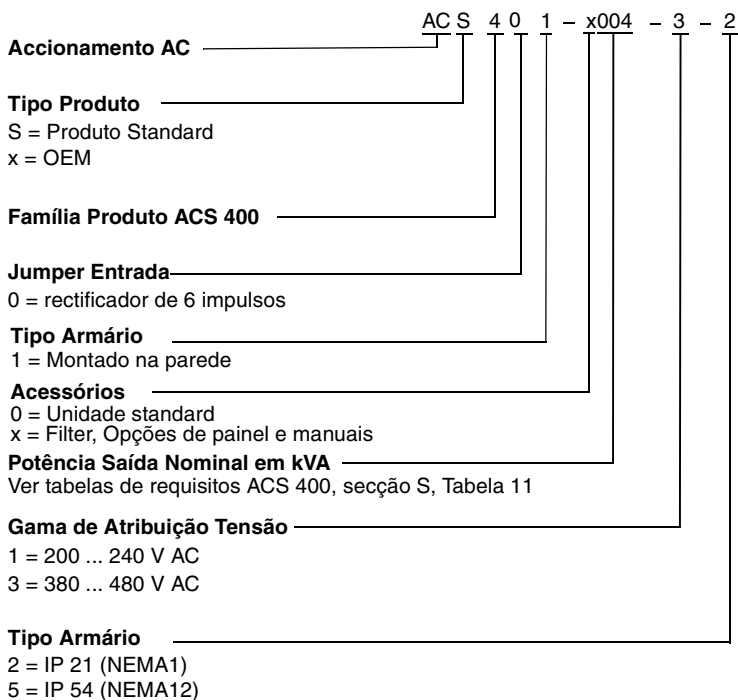 AC S 4 0 1 – x004 – 3 – 2
Accionamento AC
Tipo Produto
S = Produto Standard
x = OEM
Família Produto ACS 400
Jumper Entrada
0 = rectificador de 6 impulsos
Tipo Armário
1 = Montado na parede
Acessórios
0 = Unidade standard
x = Filter, Opções de painel e manuais
Potência Saída Nominal em kVA
Ver tabelas de requisitos ACS 400, secção S, Tabela 11
Gama de Atribuição Tensão
1 = 200 ... 240 V AC
3 = 380 ... 480 V AC
Tipo Armário
2 = IP 21 (NEMA1)
5 = IP 54 (NEMA12)